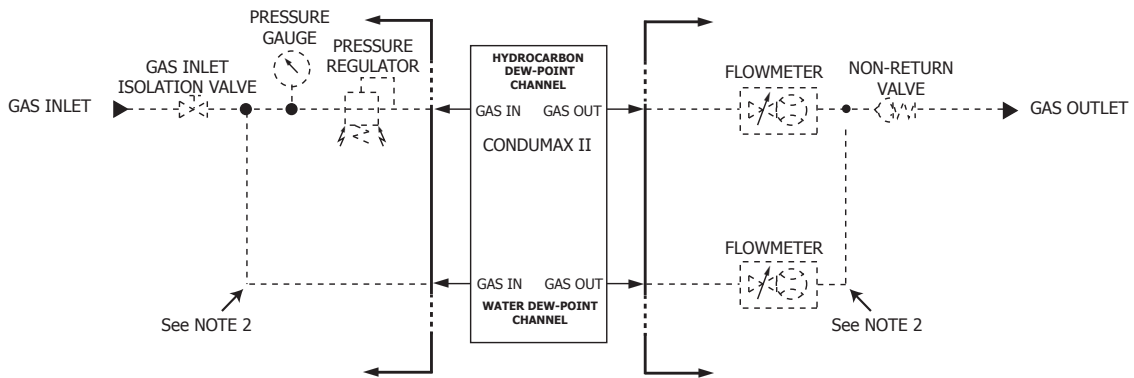 PRESSURE
GAUGE
PRESSURE
REGULATOR
GAS INLET
ISOLATION VALVE
GAS INLET
HYDROCARBON
DEW-POINT
CHANNEL
GAS IN GAS OUT
CONDUMAX II
FLOWMETER
NON-RETURN
VALVE
GAS OUTLET
GAS IN GAS OUT
WATER DEW-POINT
CHANNEL
FLOWMETER
See NOTE 2
See NOTE 2